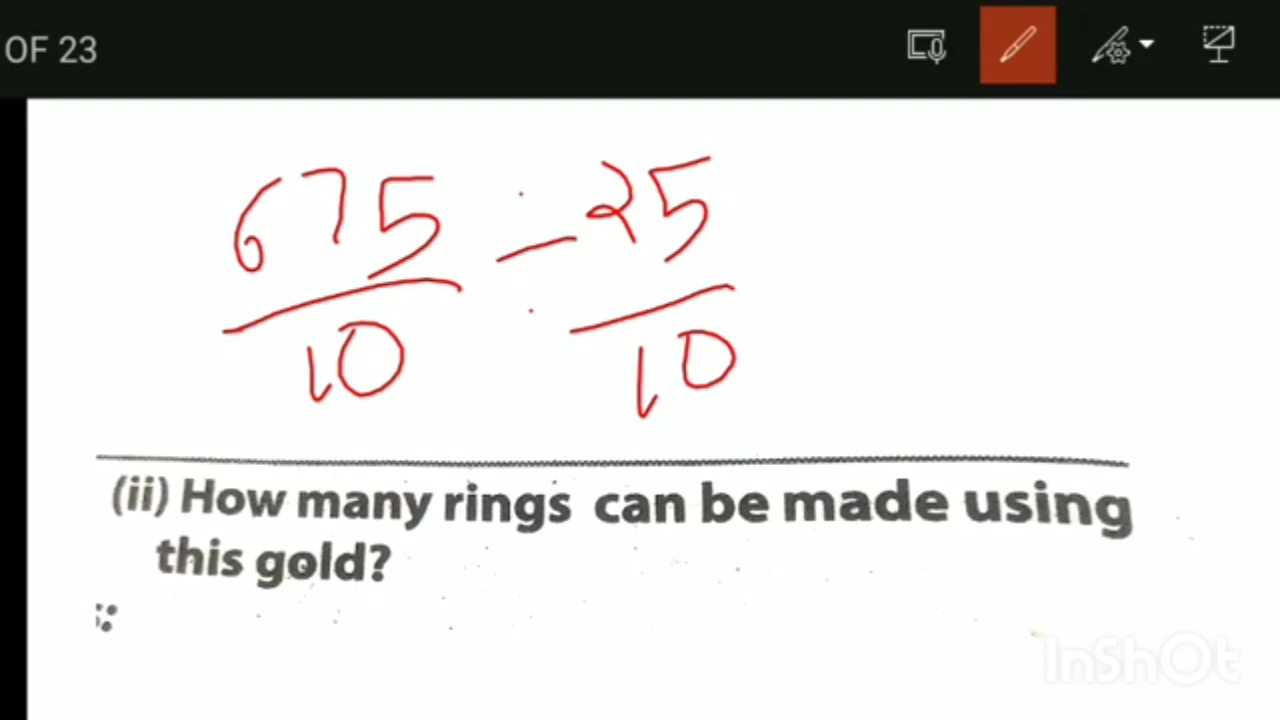 OF 23
675 ÷ 25
10 10
(ii) How many rings can be made using
this gold?
InShOt